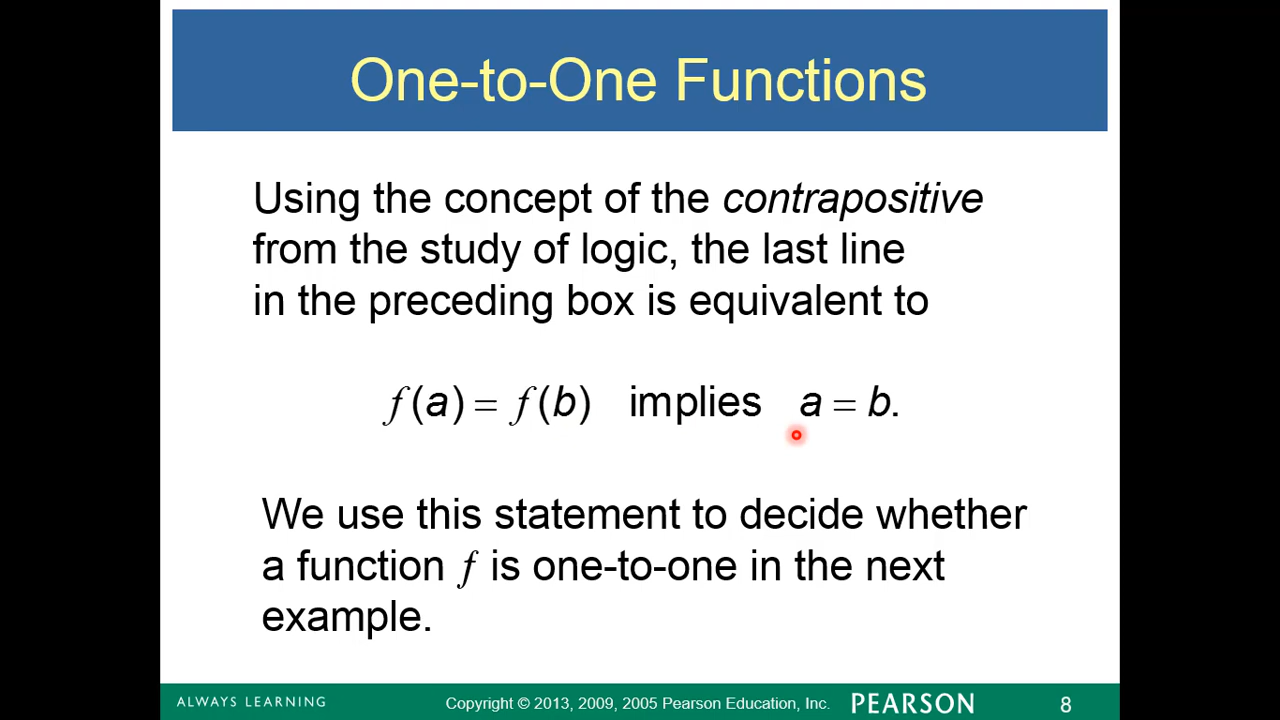 One-to-One Functions
Using the concept of the contrapositive
from the study of logic, the last line
in the preceding box is equivalent to
f(a) = f(b) implies a = b.
We use this statement to decide whether
a function f is one-to-one in the next
example.
ALWAYS LEARNING Copyright © 2013, 2009, 2005 Pearson Education, Inc. PEARSON 8